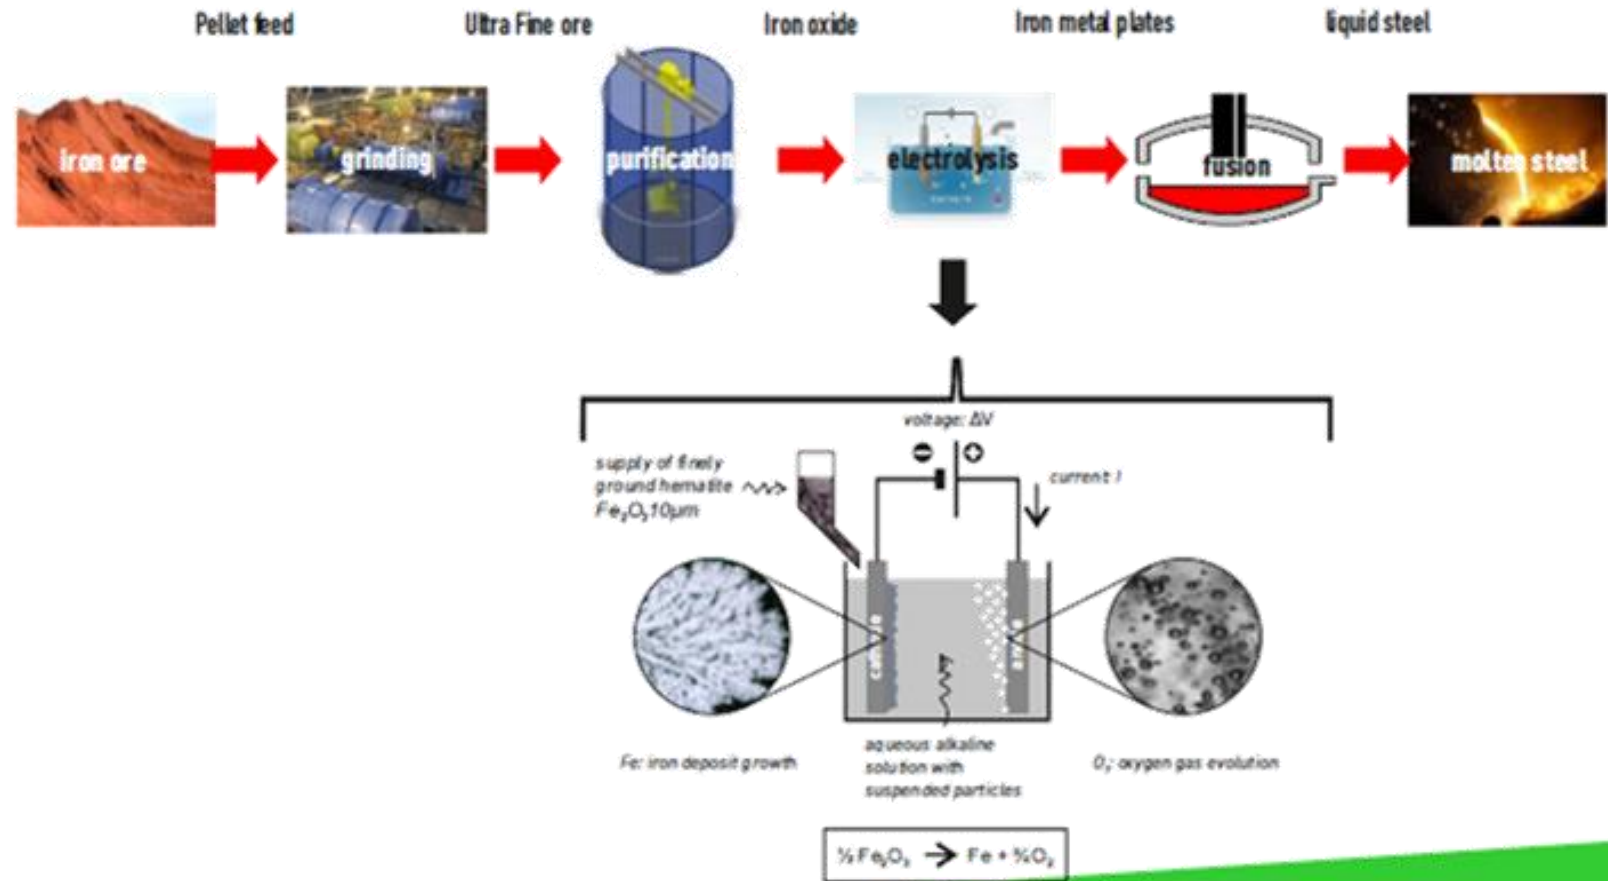 Pellet feed
Ultra Fine ore
Iron oxide
Iron metal plates
liquid steel
iron ore
grinding
purification
electrolysis
fusion
molten steel
voltage: ΔV
supply of finely
ground hematite
Fe₂O₃10µm
current: I
cathode
anode
Fe: iron deposit growth
aqueous alkaline
solution with
suspended particles
O₂: oxygen gas evolution
½ Fe₂O₃ → Fe + ¾O₂